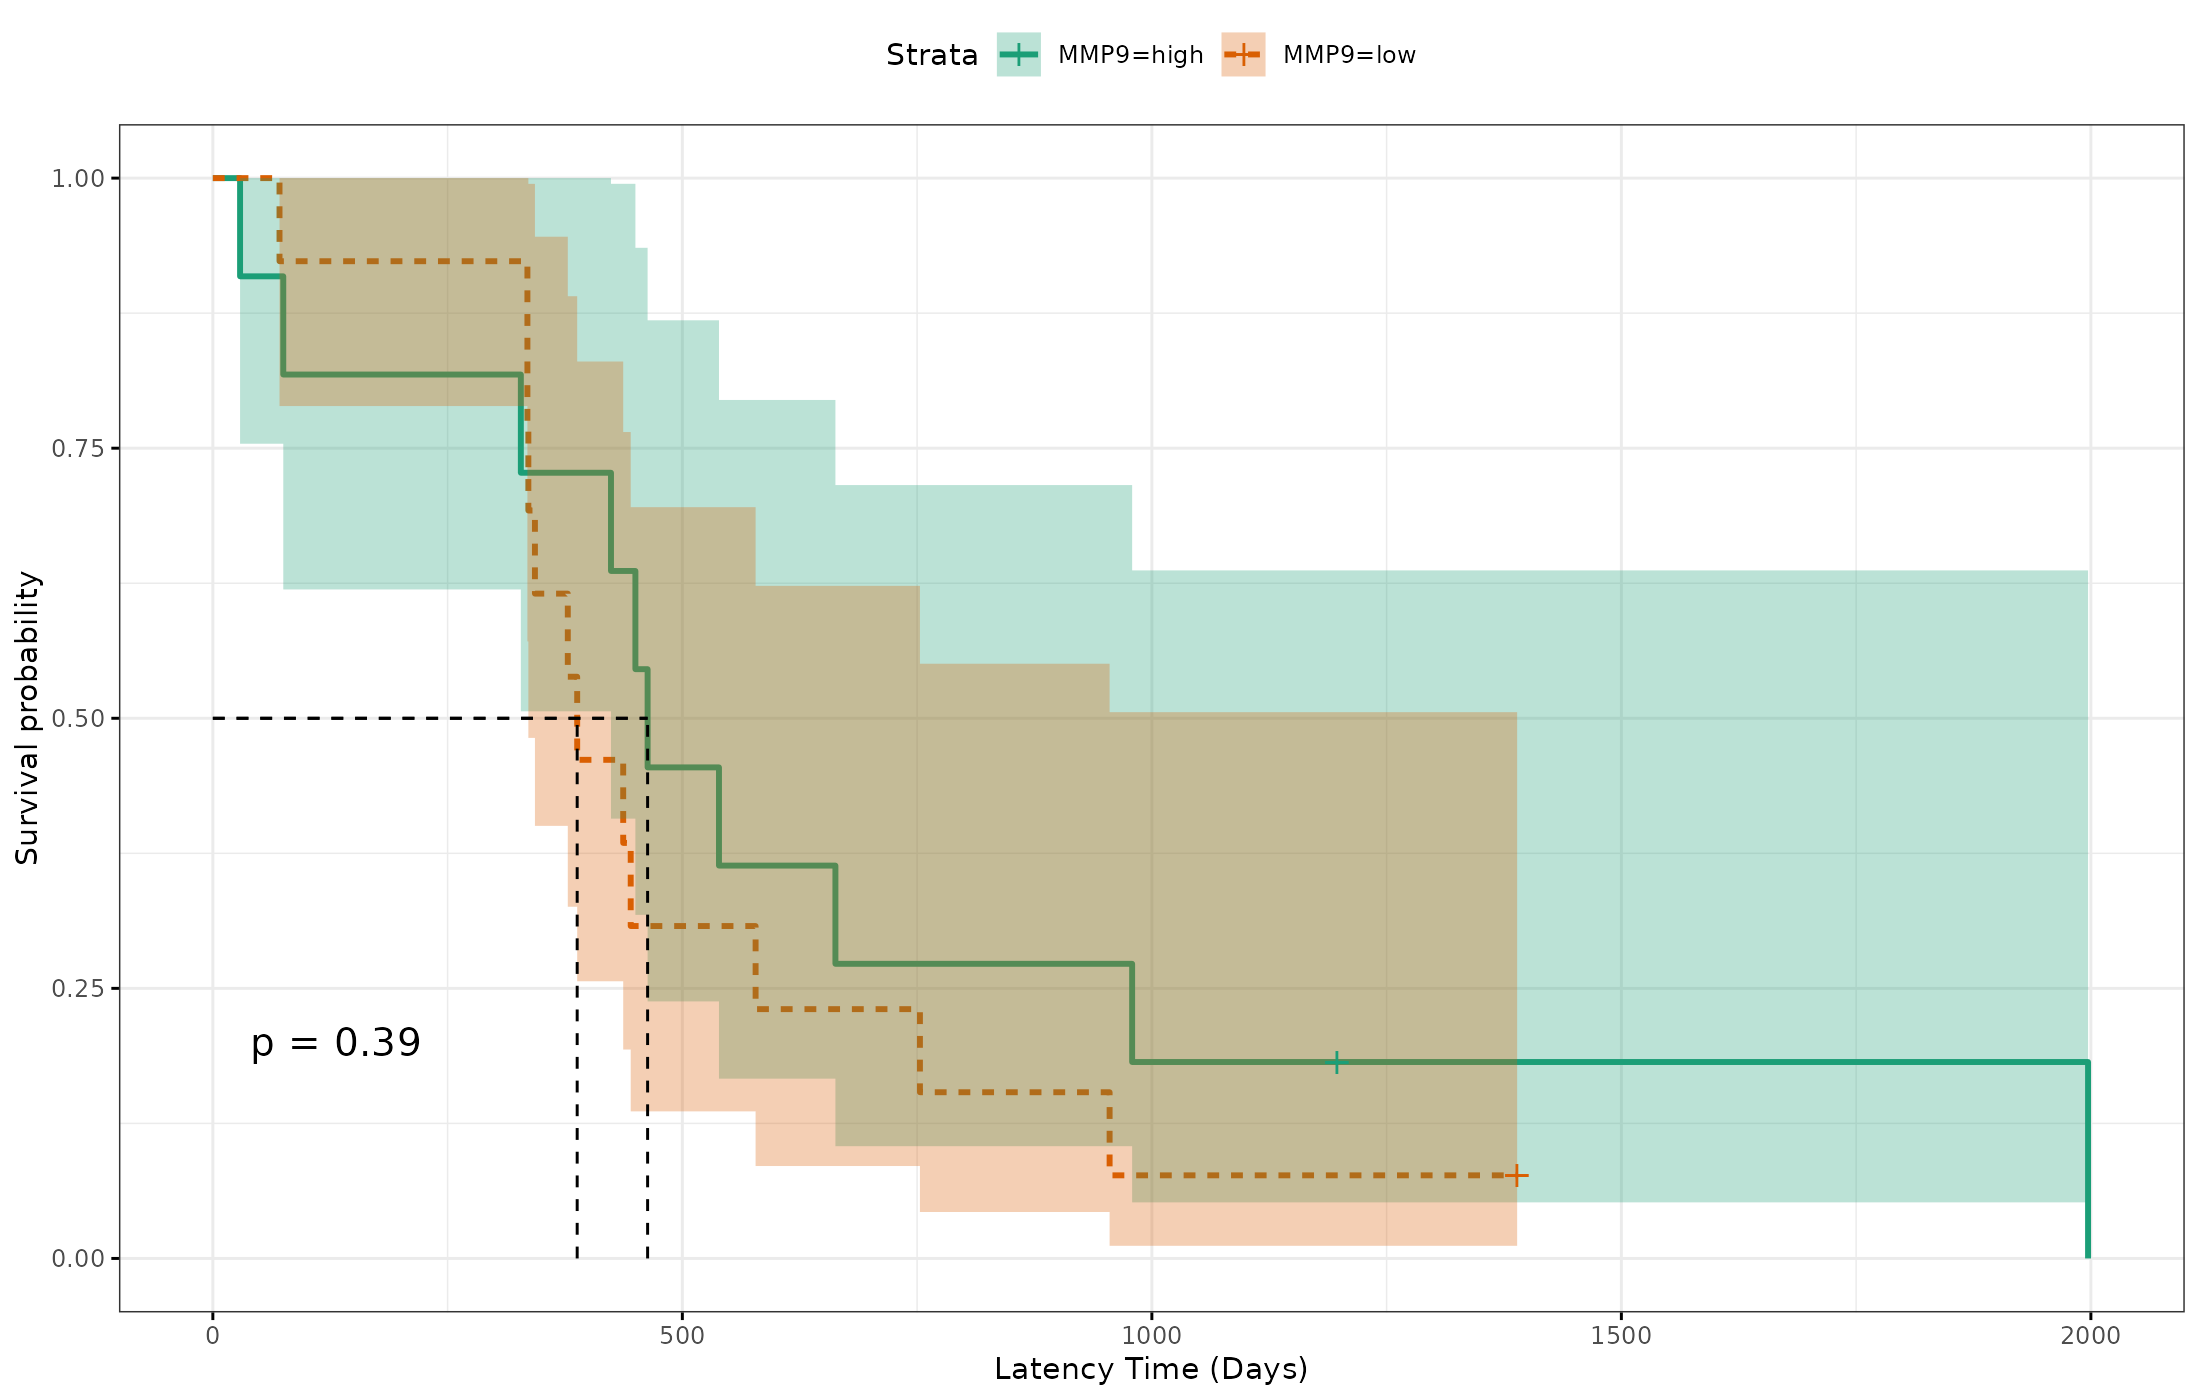 Strata MMP9=high MMP9=low
Survival probability
1.00
0.75
0.50
0.25
0.00
p = 0.39
0 500 1000 1500 2000
Latency Time (Days)